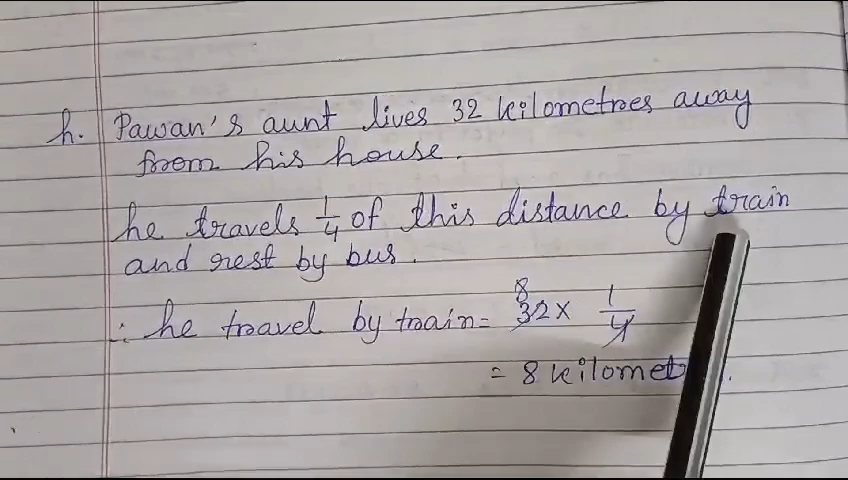 h. Pawan's aunt lives 32 kilometres away
from his house.
he travels 1/4 of this distance by train
and rest by bus.
∴ he travel by train = 32 x 1/4
8
= 8 kilomet